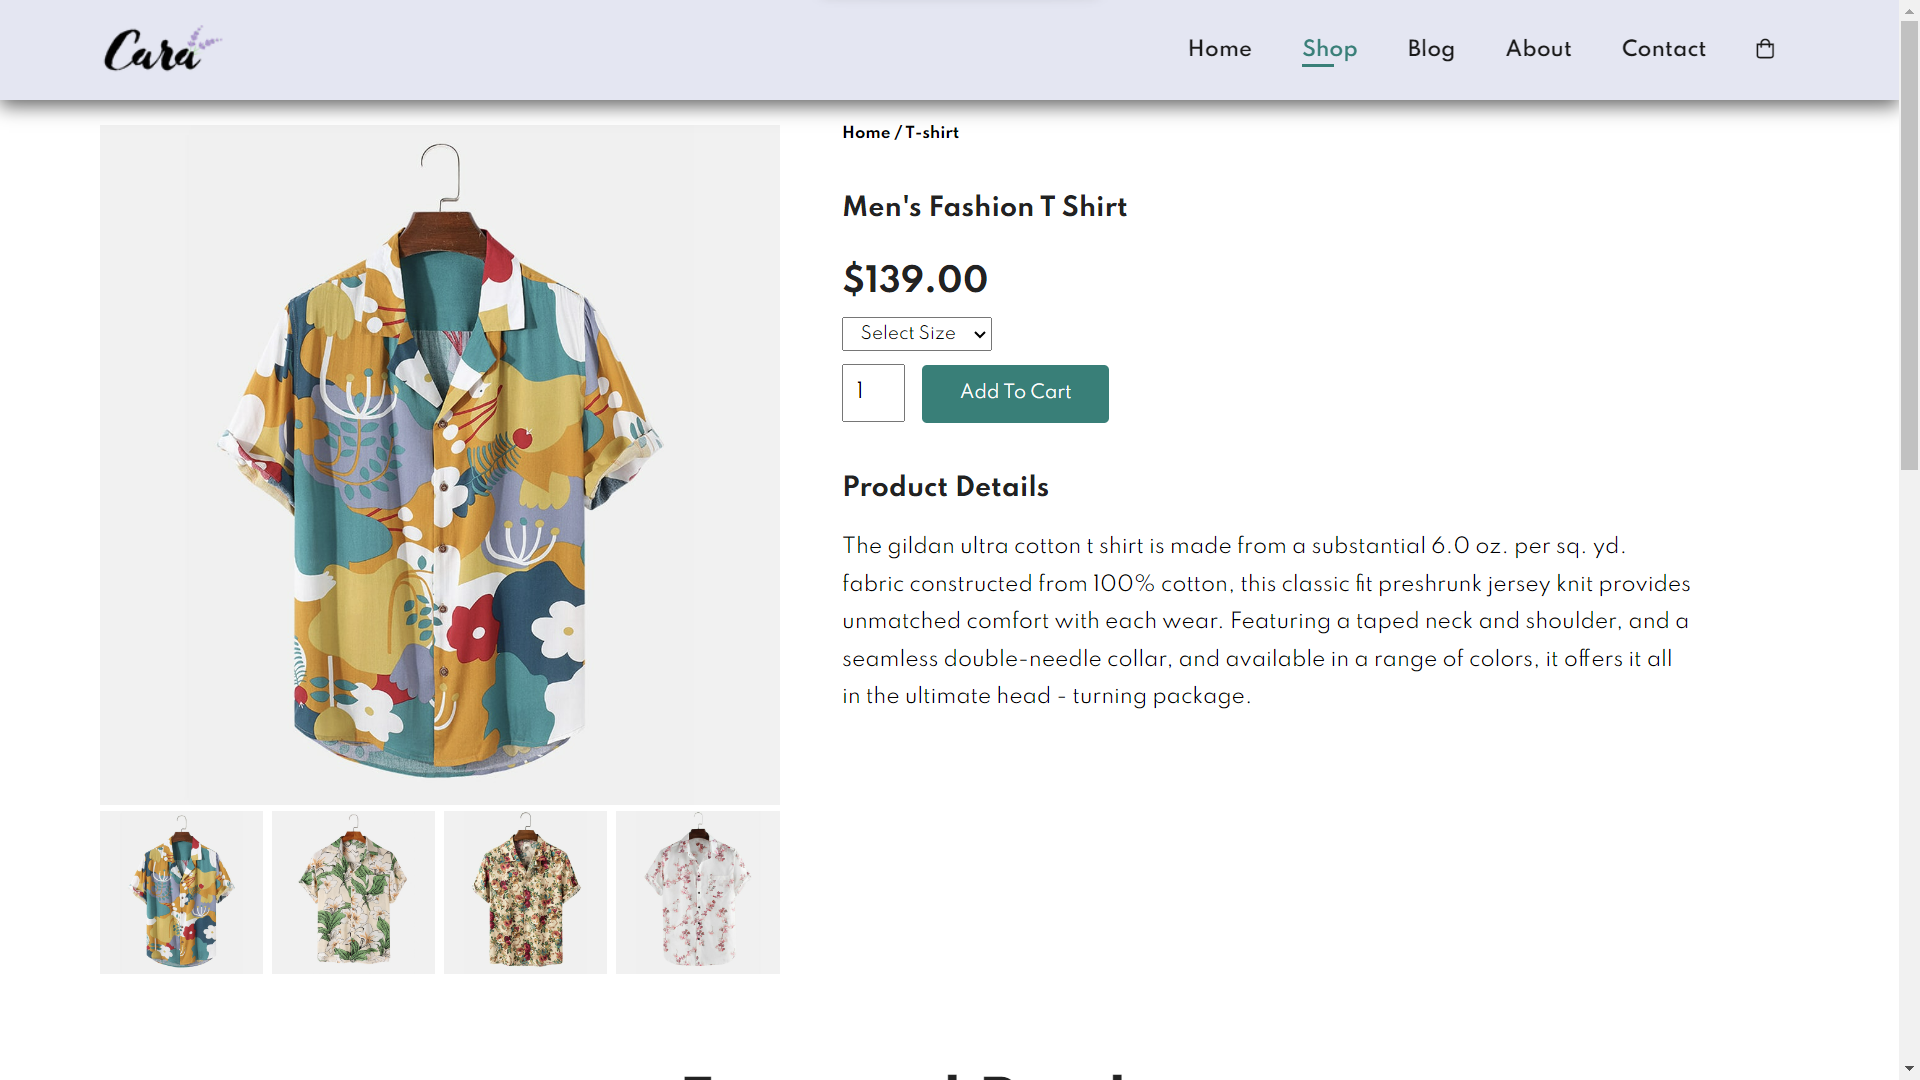 Cara
Home Shop Blog About Contact
Home / T-shirt
Men's Fashion T Shirt
$139.00
Select Size
1
Add To Cart
Product Details
The gildan ultra cotton t shirt is made from a substantial 6.0 oz. per sq. yd.
fabric constructed from 100% cotton, this classic fit preshrunk jersey knit provides
unmatched comfort with each wear. Featuring a taped neck and shoulder, and a
seamless double-needle collar, and available in a range of colors, it offers it all
in the ultimate head - turning package.